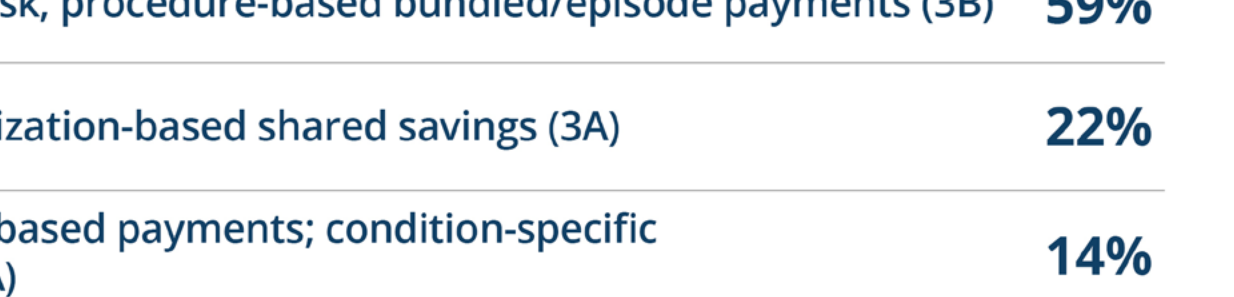 sk, procedure-based bundled/episode payments (3B) 59%
ization-based shared savings (3A) 22%
based payments; condition-specific
14%
A)